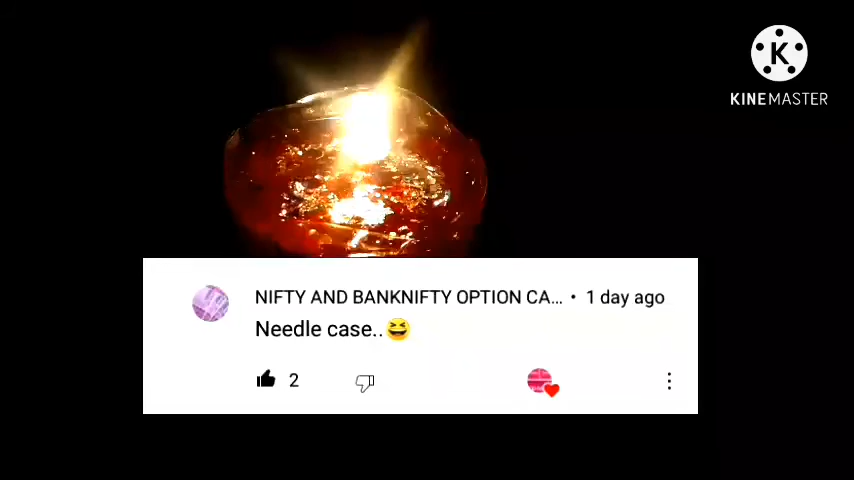 K
KINEMASTER
NIFTY AND BANKNIFTY OPTION CA... • 1 day ago
Needle case..😆
2